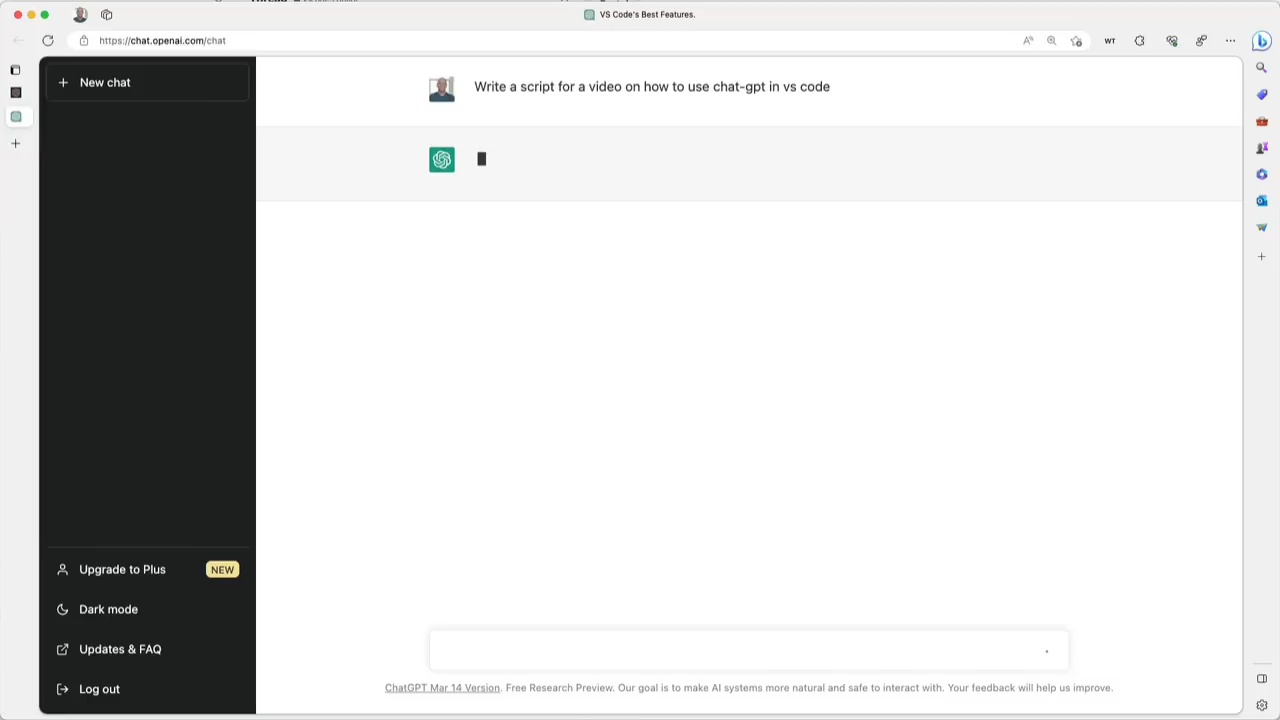 VS Code's Best Features.
https://chat.openai.com/chat
WT
New chat
Write a script for a video on how to use chat-gpt in vs code
Upgrade to Plus NEW
Dark mode
Updates & FAQ
Log out
ChatGPT Mar 14 Version. Free Research Preview. Our goal is to make AI systems more natural and safe to interact with. Your feedback will help us improve.